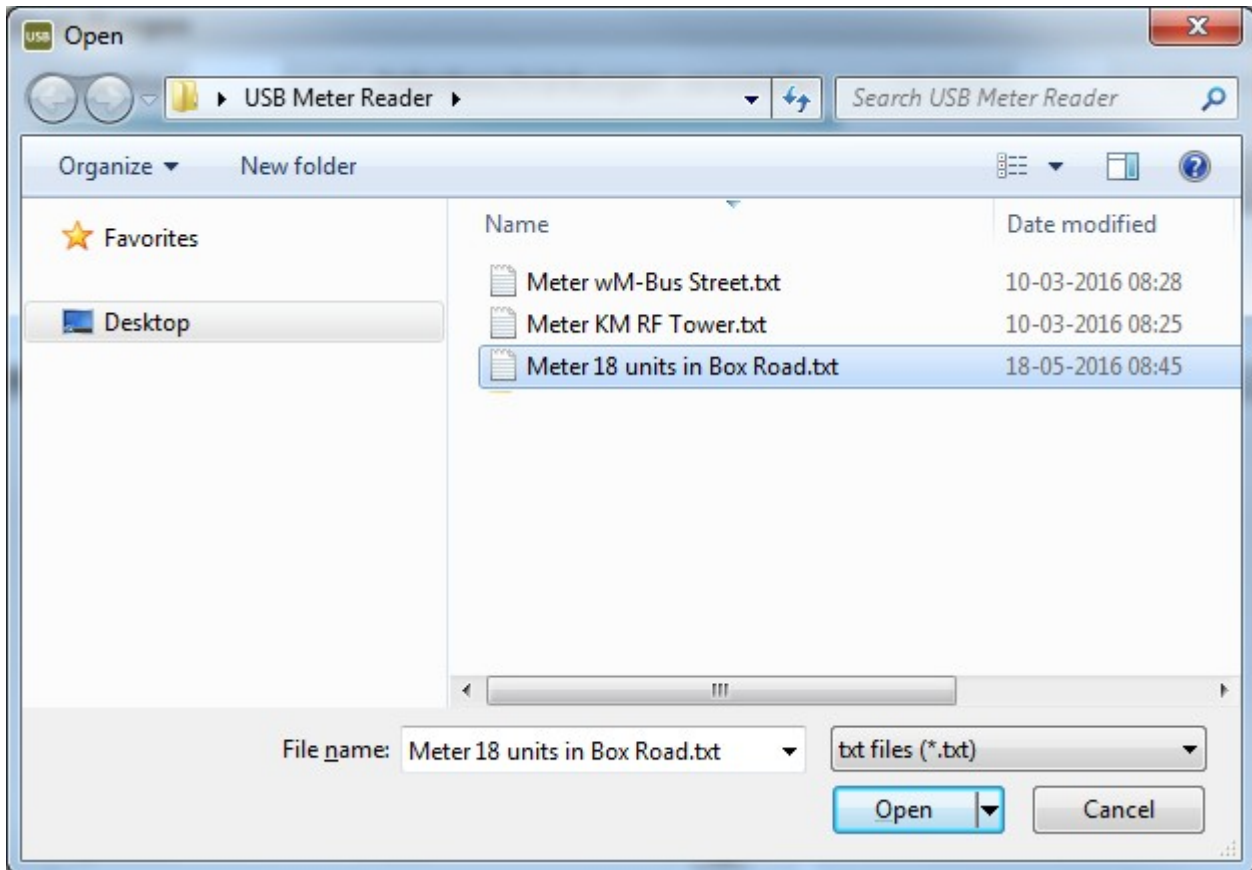 USB Open
USB Meter Reader
Search USB Meter Reader
Organize New folder
Name Date modified
Favorites
Meter wM-Bus Street.txt 10-03-2016 08:28
Desktop
Meter KM RF Tower.txt 10-03-2016 08:25
Meter 18 units in Box Road.txt 18-05-2016 08:45
File name: Meter 18 units in Box Road.txt txt files (*.txt)
Open Cancel